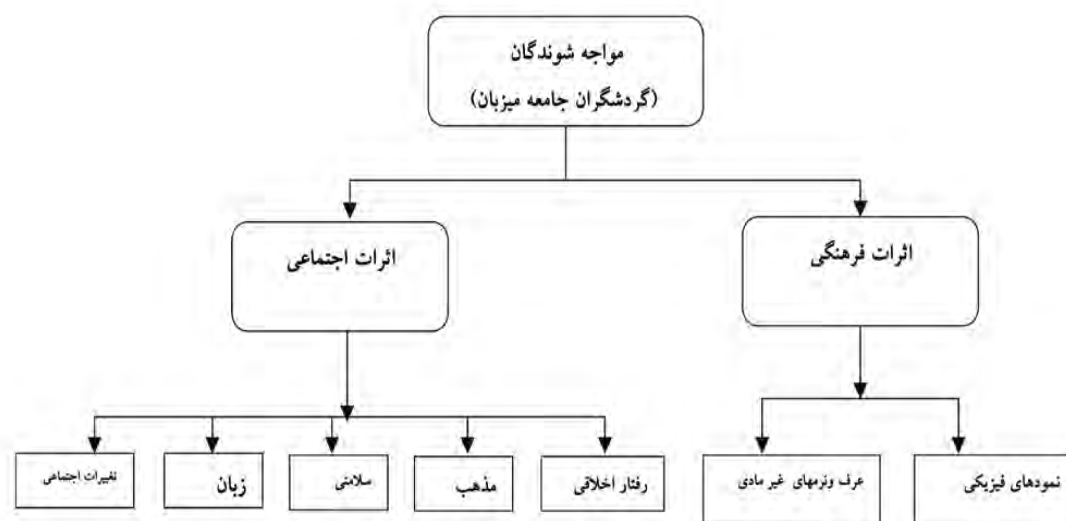 مواجه شوندگان
(گردشگران جامعه میزبان)
اثرات فرهنگی
اثرات اجتماعی
نمودهای فیزیکی
عرف ونرمهای غیر مادی
رفتار اخلاقی
مذهب
سلامتی
زبان
تغییرات اجتماعی